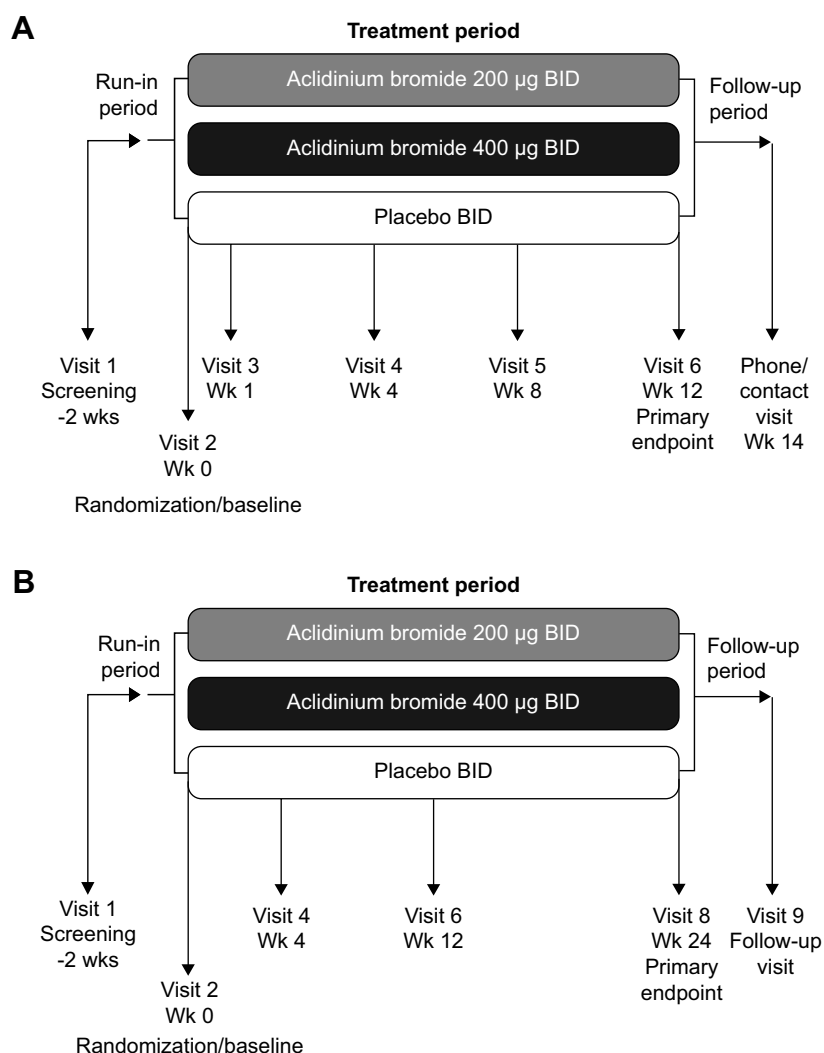 A
Treatment period
Run-in
period
Aclidinium bromide 200 µg BID
Aclidinium bromide 400 µg BID
Placebo BID
Follow-up
period
Visit 1
Screening
-2 wks
Visit 2
Wk 0
Randomization/baseline
Visit 3
Wk 1
Visit 4
Wk 4
Visit 5
Wk 8
Visit 6
Wk 12
Primary
endpoint
Phone/
contact
visit
Wk 14
B
Treatment period
Run-in
period
Aclidinium bromide 200 µg BID
Aclidinium bromide 400 µg BID
Placebo BID
Follow-up
period
Visit 1
Screening
-2 wks
Visit 2
Wk 0
Randomization/baseline
Visit 4
Wk 4
Visit 6
Wk 12
Visit 8
Wk 24
Primary
endpoint
Visit 9
Follow-up
visit